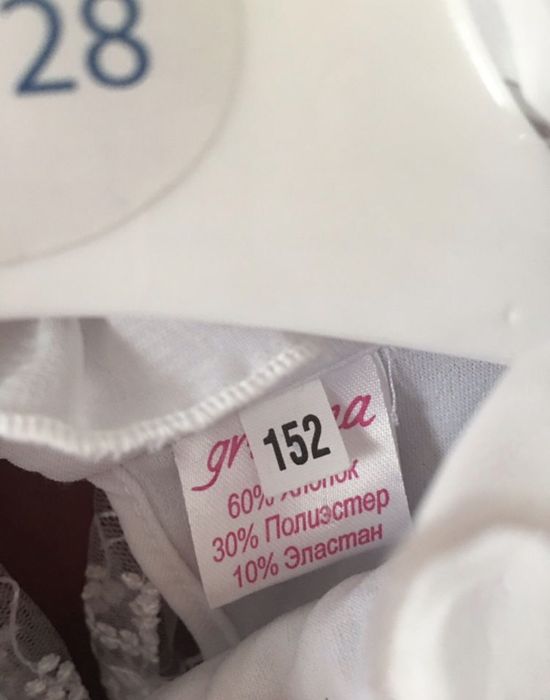 28
152
60% Хлопок
30% Полиэстер
10% Эластан